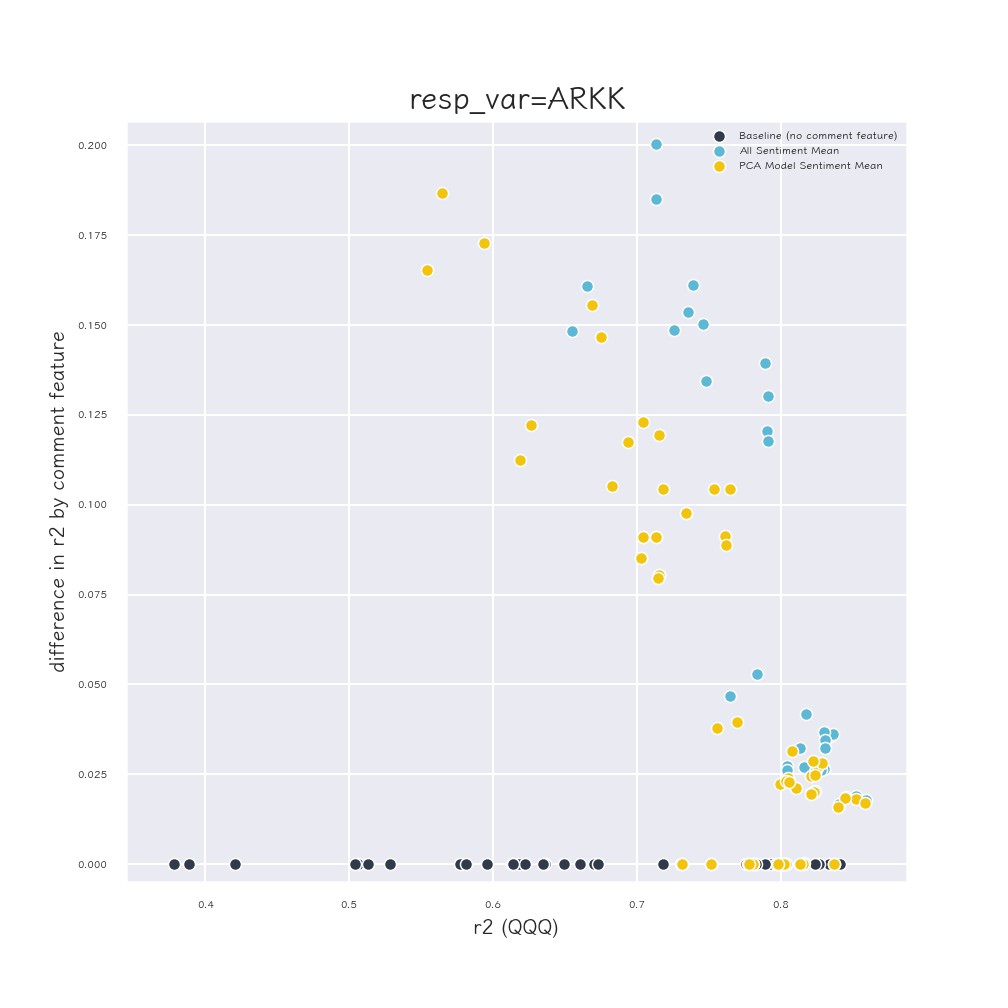 resp_var=ARKK
Baseline (no comment feature)
All Sentiment Mean
PCA Model Sentiment Mean
difference in r2 by comment feature
0.200
0.175
0.150
0.125
0.100
0.075
0.050
0.025
0.000
0.4
0.5
0.6
0.7
0.8
r2 (QQQ)